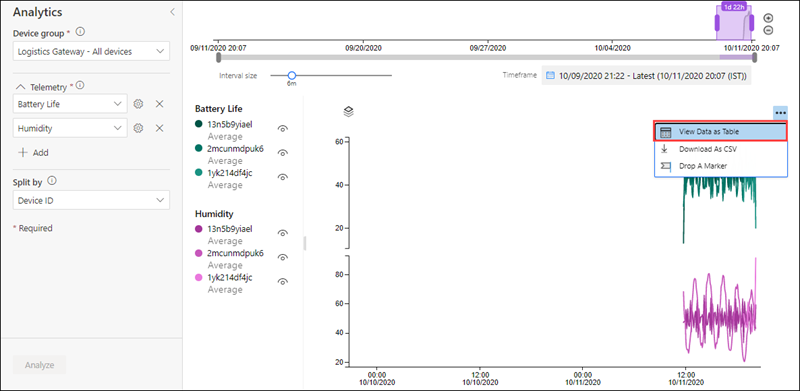 Analytics
Device group *
Logistics Gateway - All devices
Telemetry *
Battery Life
Humidity
+ Add
Split by
Device ID
* Required
Analyze
1d 22h
09/11/2020 20:07
09/20/2020
09/27/2020
10/04/2020
10/11/2020 20:07
Interval size
6m
Timeframe
10/09/2020 21:22 - Latest (10/11/2020 20:07 (IST))
Battery Life
13n5b9yiael
Average
2mcunmdpuk6
Average
1yk214df4jc
Average
Humidity
13n5b9yiael
Average
2mcunmdpuk6
Average
1yk214df4jc
Average
View Data as Table
Download As CSV
Drop A Marker
60
40
20
80
60
40
20
00:00
10/10/2020
12:00
10/10/2020
00:00
10/11/2020
12:00
10/11/2020